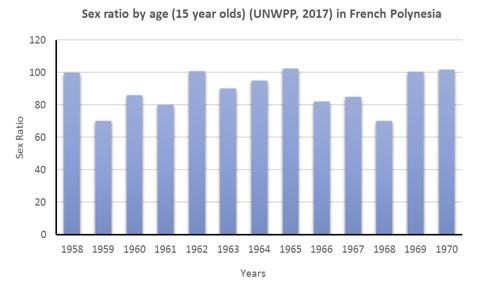 Sex ratio by age (15 year olds) (UNWPP, 2017) in French Polynesia
120
100
80
60
40
20
0
Sex Ratio
1958 1959 1960 1961 1962 1963 1964 1965 1966 1967 1968 1969 1970
Years